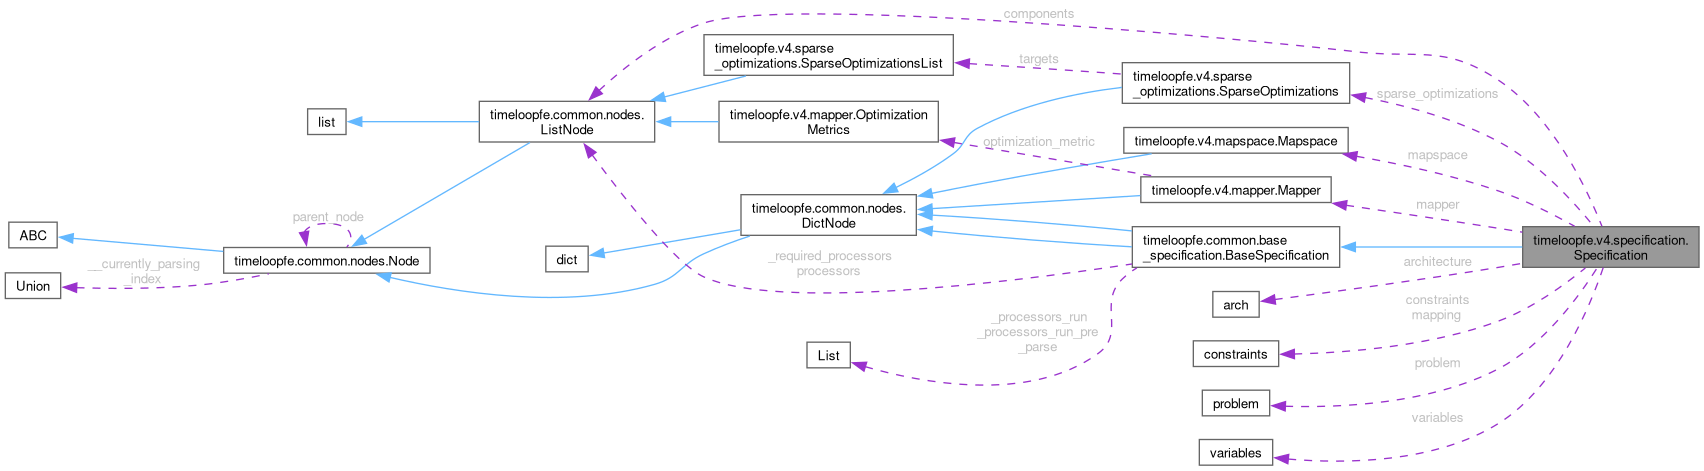 components
timeloopfe.v4.sparse
_optimizations.SparseOptimizationsList
targets
timeloopfe.v4.sparse
_optimizations.SparseOptimizations
sparse_optimizations
list
timeloopfe.common.nodes.
ListNode
timeloopfe.v4.mapper.Optimization
Metrics
optimization_metric
timeloopfe.v4.mapspace.Mapspace
mapspace
timeloopfe.v4.mapper.Mapper
mapper
timeloopfe.common.nodes.
DictNode
parent_node
ABC
timeloopfe.common.nodes.Node
dict
timeloopfe.common.base
_specification.BaseSpecification
timeloopfe.v4.specification.
Specification
__currently_parsing
_index
Union
_required_processors
processors
architecture
arch
constraints
mapping
_processors_run
_processors_run_pre
_parse
List
constraints
problem
problem
variables
variables